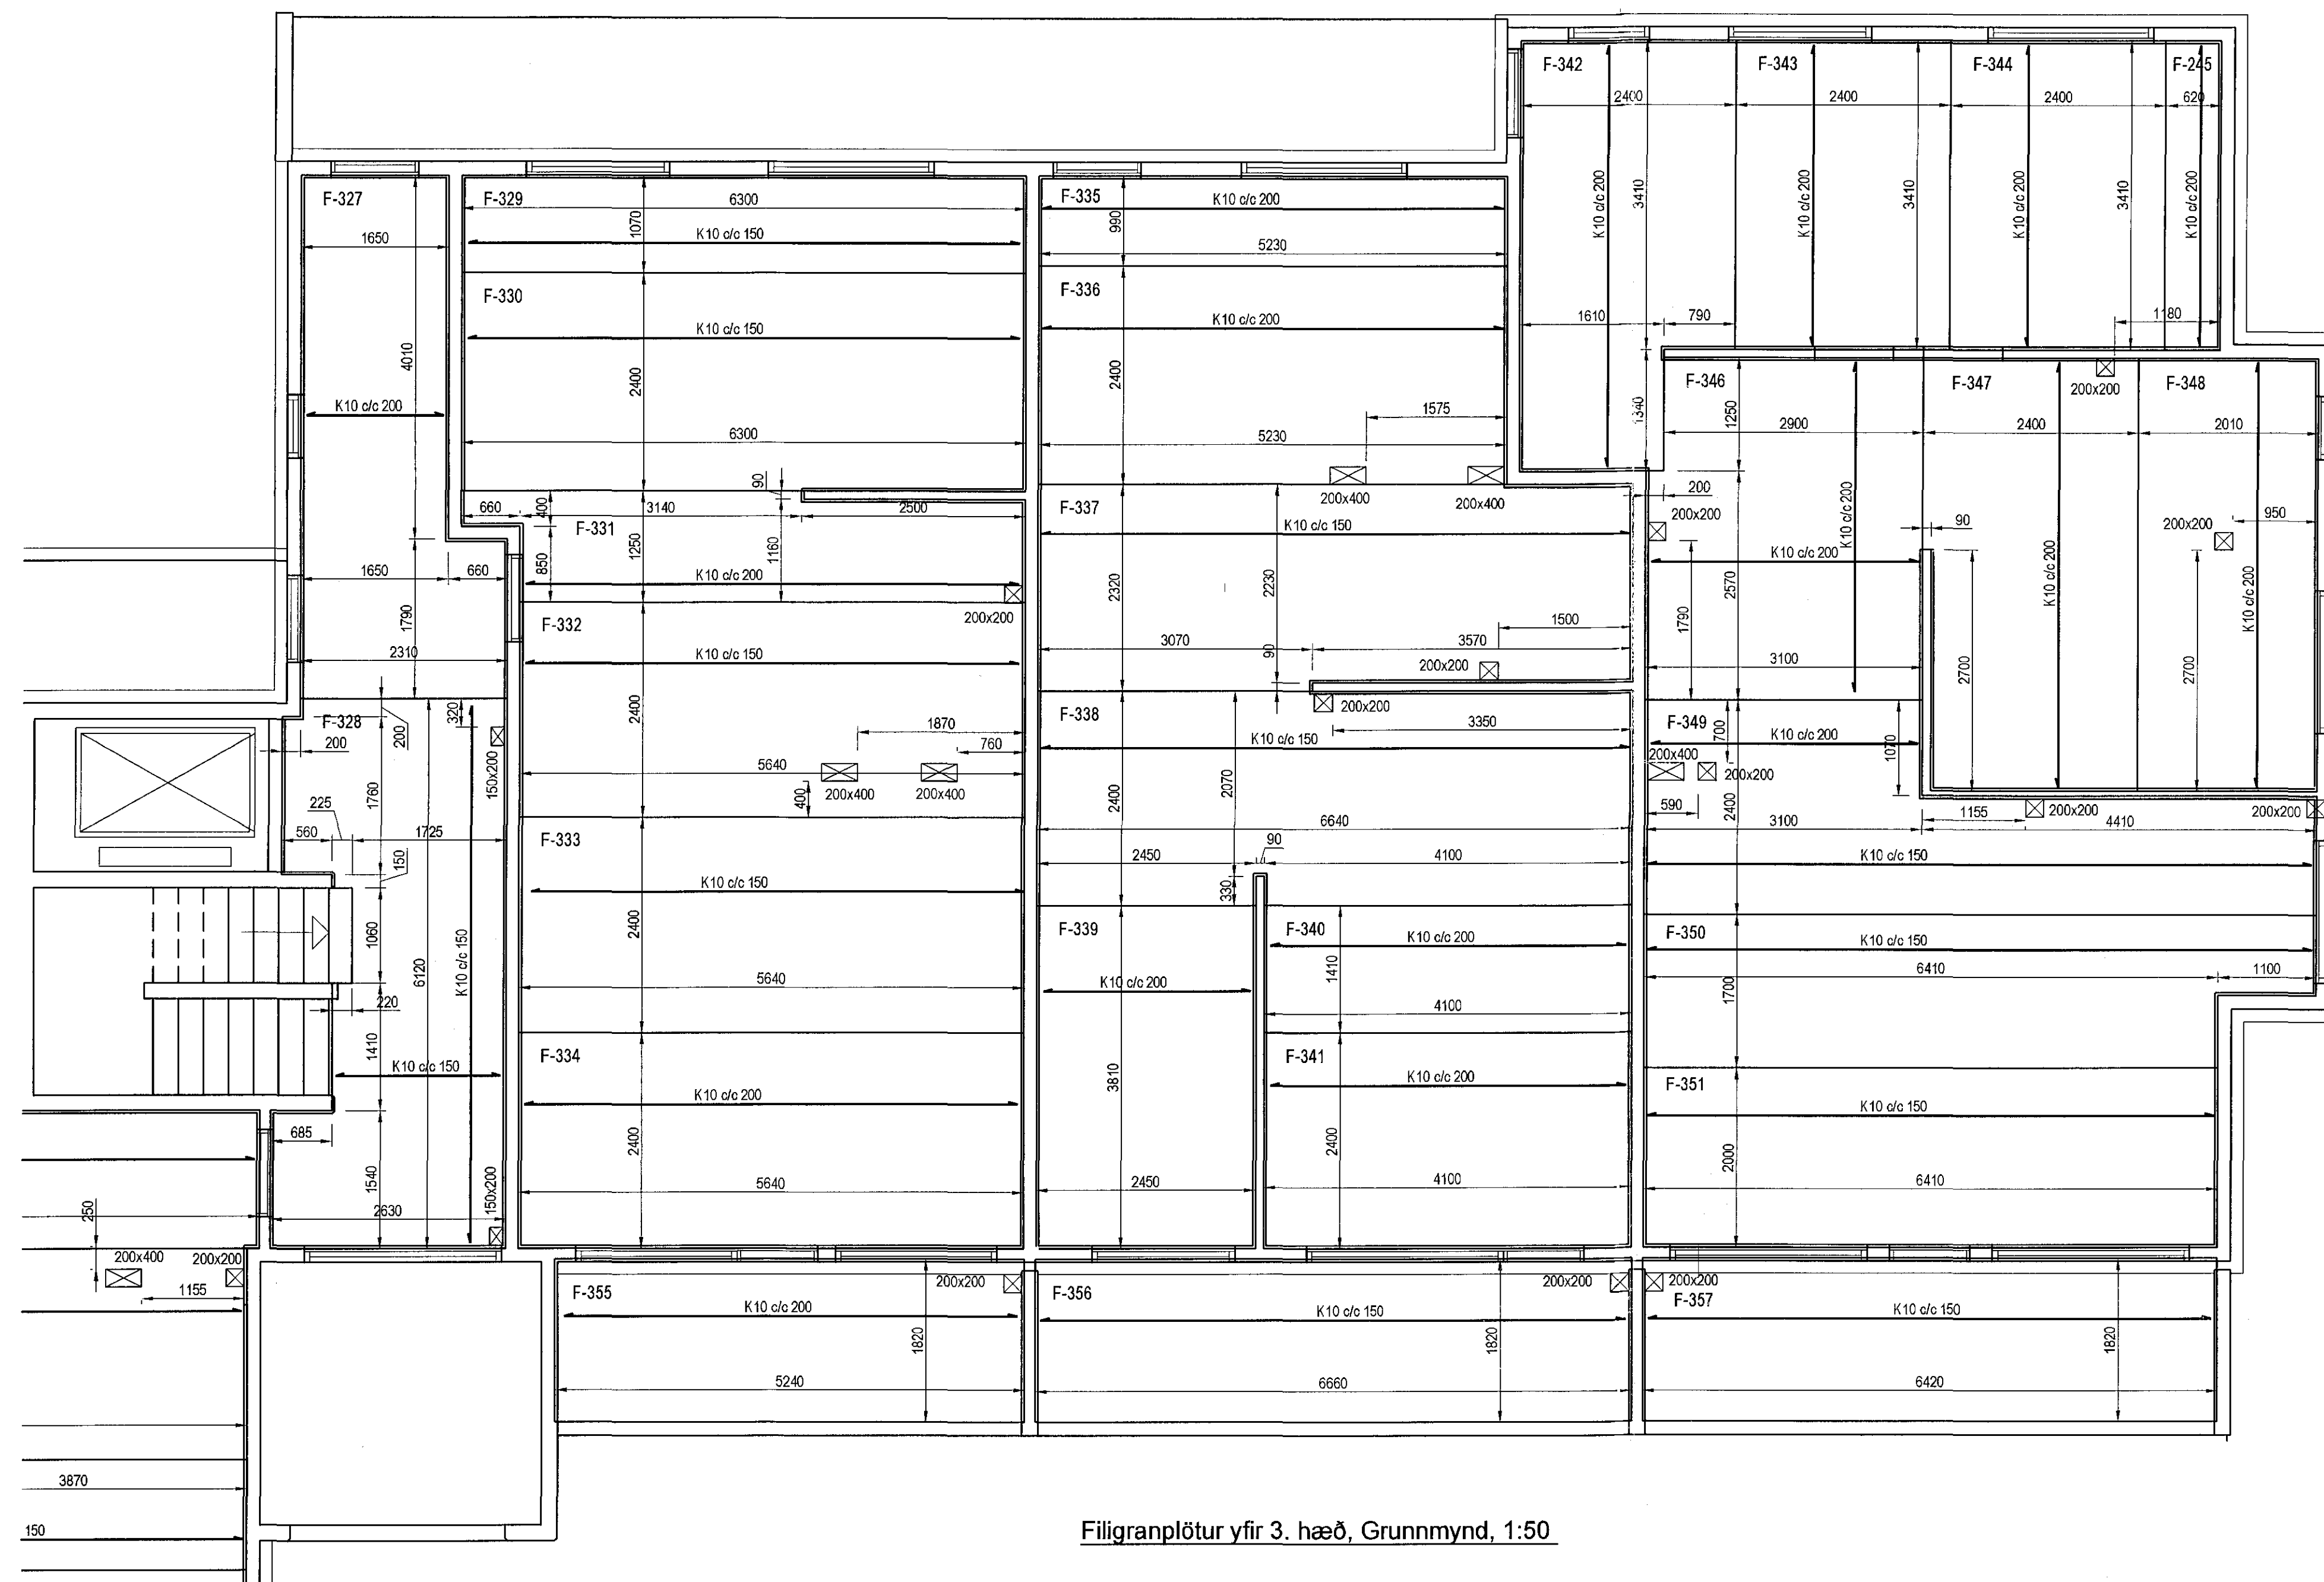 F-342
F-343
F-344
F-245
2400
2400
2400
620
K10 c/c 200
3410
K10 c/c 200
3410
K10 c/c 200
3410
K10 c/c 200
1610
790
1180
1340
F-327
1650
4010
K10 c/c 200
1650
660
1790
2310
F-329
6300
1070
K10 c/c 150
F-330
K10 c/c 150
2400
6300
90
660
400
3140
2500
F-331
850
1250
1160
K10 c/c 200
200x200
F-332
K10 c/c 150
2400
1870
760
5640
400
200x400
200x400
F-333
K10 c/c 150
2400
5640
F-334
K10 c/c 200
2400
5640
F-335
K10 c/c 200
990
5230
F-336
K10 c/c 200
2400
1575
5230
200x400
200x400
F-337
K10 c/c 150
2320
2230
1500
3070
3570
90
200x200
F-338
200x200
3350
K10 c/c 150
2400
2070
6640
90
2450
4100
330
F-339
K10 c/c 200
3810
2450
F-340
K10 c/c 200
1410
4100
F-341
K10 c/c 200
2400
4100
F-346
1250
2900
K10 c/c 200
F-347
200x200
F-348
2400
2010
200
200x200
90
200x200
950
K10 c/c 200
2570
1790
K10 c/c 200
K10 c/c 200
3100
2700
2700
F-349
700
K10 c/c 200
1070
200x400
200x200
590
2400
1155
200x200
200x200
3100
4410
K10 c/c 150
F-350
K10 c/c 150
6410
1100
1700
F-351
K10 c/c 150
2000
6410
F-328
200
200
320
150x200
1760
225
560
1725
150
1060
6120
K10 c/c 150
220
1410
K10 c/c 150
685
1540
2630
150x200
250
200x400
200x200
1155
3870
150
F-355
200x200
K10 c/c 200
1820
5240
F-356
200x200
K10 c/c 150
1820
6660
200x200
F-357
K10 c/c 150
1820
6420
Filigranplötur yfir 3. hæð, Grunnmynd, 1:50